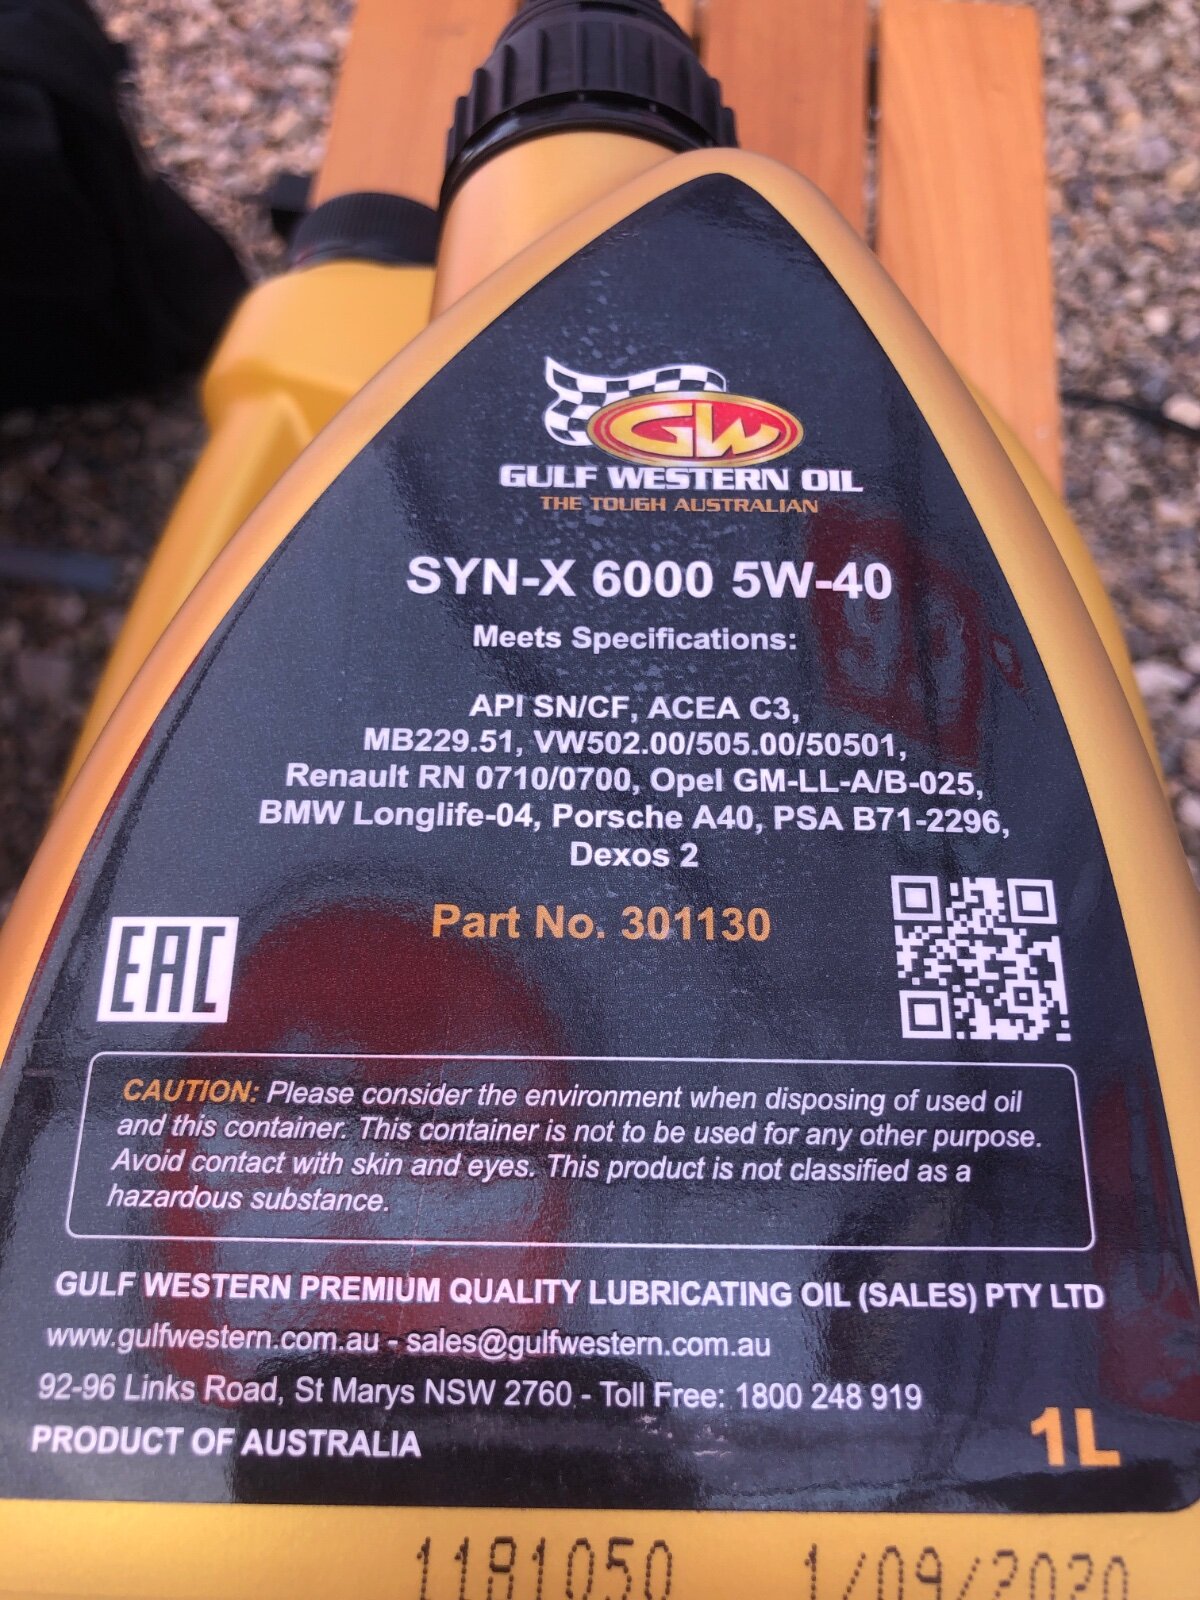 GW
GULF WESTERN OIL
THE TOUGH AUSTRALIAN
SYN-X 6000 5W-40
Meets Specifications:
API SN/CF, ACEA C3,
MB229.51, VW502.00/505.00/50501,
Renault RN 0710/0700, Opel GM-LL-A/B-025,
BMW Longlife-04, Porsche A40, PSA B71-2296,
Dexos 2
Part No. 301130
EAC
CAUTION: Please consider the environment when disposing of used oil
and this container. This container is not to be used for any other purpose.
Avoid contact with skin and eyes. This product is not classified as a
hazardous substance.
GULF WESTERN PREMIUM QUALITY LUBRICATING OIL (SALES) PTY LTD
www.gulfwestern.com.au - sales@gulfwestern.com.au
92-96 Links Road, St Marys NSW 2760 - Toll Free: 1800 248 919
PRODUCT OF AUSTRALIA
1L
1181050 1/09/2020